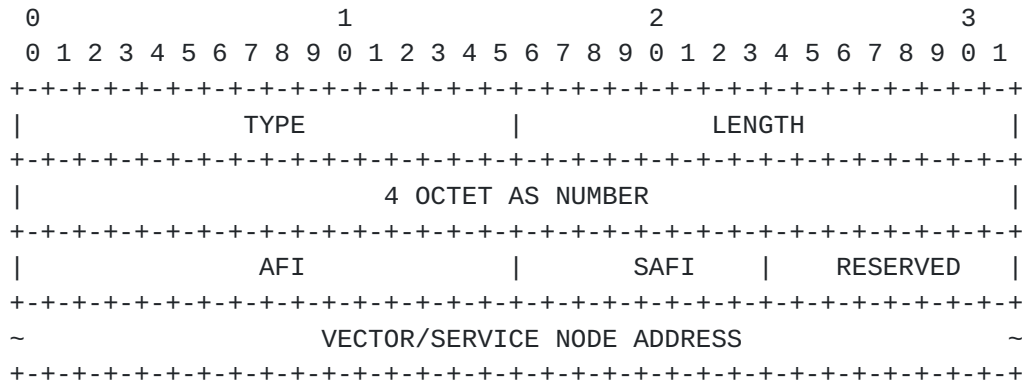 0                   1                   2                   3
 0 1 2 3 4 5 6 7 8 9 0 1 2 3 4 5 6 7 8 9 0 1 2 3 4 5 6 7 8 9 0 1
+-+-+-+-+-+-+-+-+-+-+-+-+-+-+-+-+-+-+-+-+-+-+-+-+-+-+-+-+-+-+-+-+
|              TYPE             |            LENGTH             |
+-+-+-+-+-+-+-+-+-+-+-+-+-+-+-+-+-+-+-+-+-+-+-+-+-+-+-+-+-+-+-+-+
|                       4 OCTET AS NUMBER                       |
+-+-+-+-+-+-+-+-+-+-+-+-+-+-+-+-+-+-+-+-+-+-+-+-+-+-+-+-+-+-+-+-+
|               AFI             |       SAFI    |    RESERVED   |
+-+-+-+-+-+-+-+-+-+-+-+-+-+-+-+-+-+-+-+-+-+-+-+-+-+-+-+-+-+-+-+-+
~                   VECTOR/SERVICE NODE ADDRESS                 ~
+-+-+-+-+-+-+-+-+-+-+-+-+-+-+-+-+-+-+-+-+-+-+-+-+-+-+-+-+-+-+-+-+